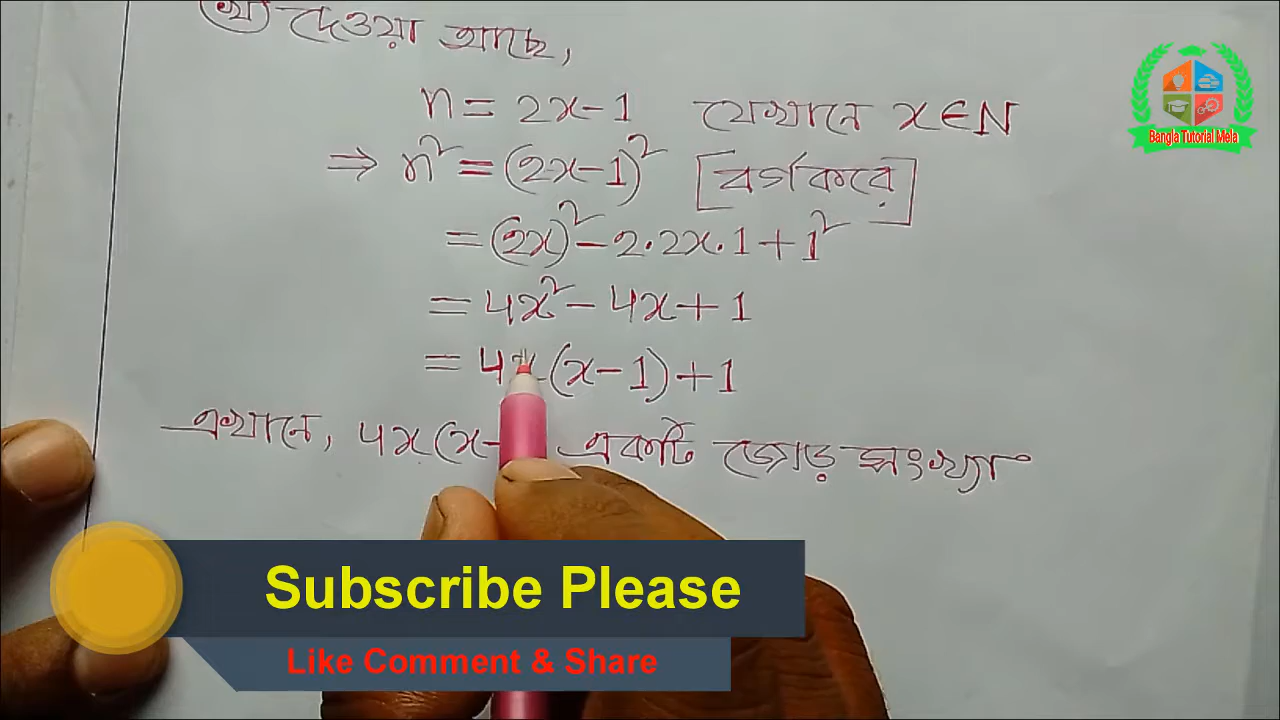 (খ) দেওয়া আছে,
n = 2x-1 যেখানে x∈N
⇒ n² = (2x-1)² [বর্গকরে]
= (2x)² - 2·2x·1 + 1²
= 4x² - 4x + 1
= 4x(x-1)+1
এখানে, 4x(x- একটি জোড় সংখ্যা
Bangla Tutorial Mela
Subscribe Please
Like Comment & Share